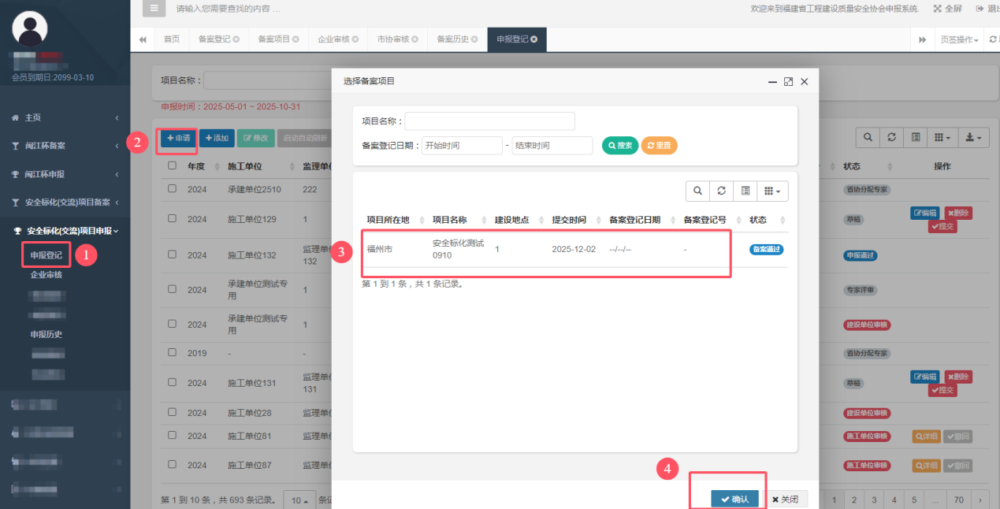 请输入您需要查找的内容 ...
欢迎来到福建省工程建设质量安全协会申报系统.
全屏
首页
备案登记
备案项目
企业审核
市协审核
备案历史
申报登记
页签操作
会员到期日:2099-03-10
主页
闽江杯备案
闽江杯申报
安全标化(交流)项目备案
安全标化(交流)项目申报
申报登记
1
企业审核
申报历史
项目名称：
申报时间：2025-05-01 ~ 2025-10-31
2
申请
添加
修改
启动自动刷新
年度 施工单位 监理单位 状态 操作
2024 承建单位2510 222 省协分配专家
2024 施工单位129 1 草稿 编辑 删除
提交
2024 施工单位132 监理单位
132 申报通过
2024 承建单位测试专
用 1 专家评审
2024 承建单位测试专
用 1 建设单位审核
2019 - - 省协分配专家
2024 施工单位131 监理单位
131 草稿 编辑 删除
提交
2024 施工单位28 监理单 建设单位审核
2024 施工单位81 监理单 施工单位审核 详细 撤回
2024 施工单位87 监理单 施工单位审核 详细 撤回
第 1 到 10 条，共 693 条记录。 10 条记
1 2 3 4 5 ... 70 ›
选择备案项目
项目名称：
备案登记日期： 开始时间 - 结束时间 搜索 重置
项目所在地 项目名称 建设地点 提交时间 备案登记日期 备案登记号 状态
3
福州市 安全标化测试
0910 1 2025-12-02 --/--/-- - 备案通过
第 1 到 1 条，共 1 条记录。
4
确认
关闭